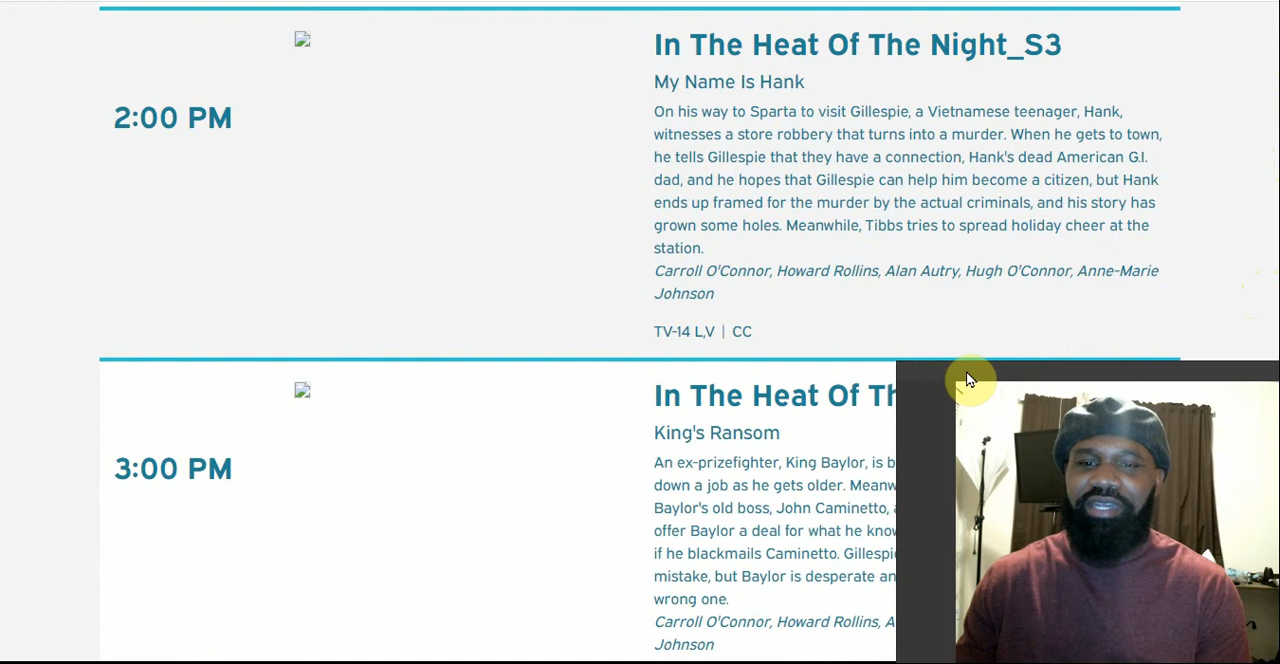 In The Heat Of The Night_S3
My Name Is Hank
2:00 PM
On his way to Sparta to visit Gillespie, a Vietnamese teenager, Hank,
witnesses a store robbery that turns into a murder. When he gets to town,
he tells Gillespie that they have a connection, Hank's dead American G.I.
dad, and he hopes that Gillespie can help him become a citizen, but Hank
ends up framed for the murder by the actual criminals, and his story has
grown some holes. Meanwhile, Tibbs tries to spread holiday cheer at the
station.
Carroll O'Connor, Howard Rollins, Alan Autry, Hugh O'Connor, Anne-Marie
Johnson
TV-14 L,V | CC
In The Heat Of Th
King's Ransom
3:00 PM
An ex-prizefighter, King Baylor, is b
down a job as he gets older. Meanw
Baylor's old boss, John Caminetto, a
offer Baylor a deal for what he know
if he blackmails Caminetto. Gillespi
mistake, but Baylor is desperate an
wrong one.
Carroll O'Connor, Howard Rollins, A
Johnson